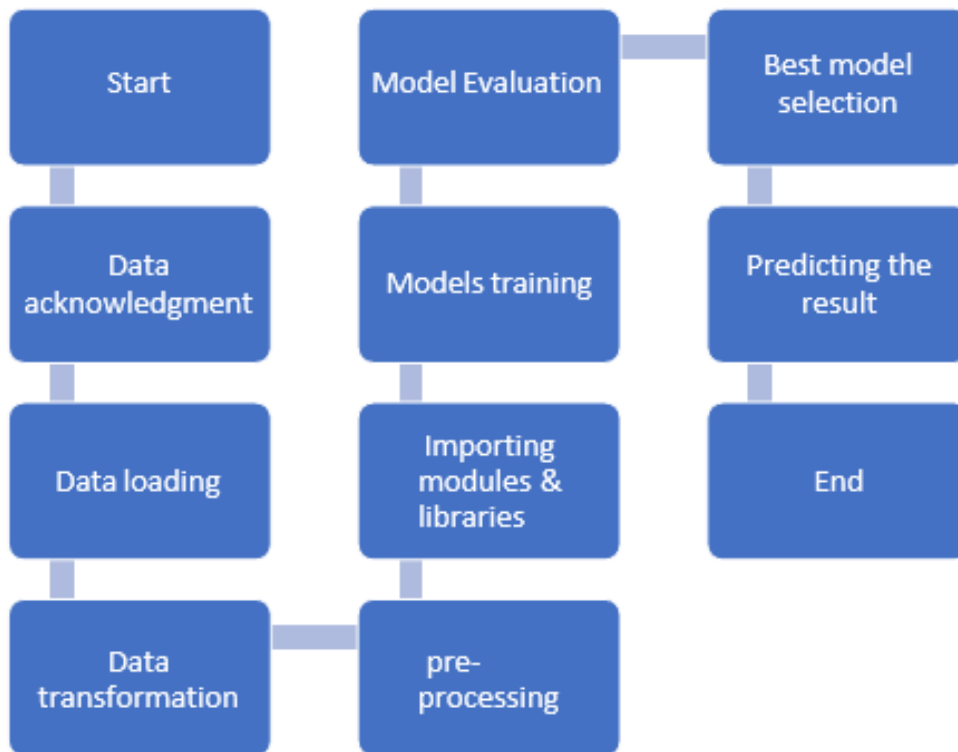 Start
Data
acknowledgment
Data loading
Data
transformation
pre-
processing
Importing
modules &
libraries
Models training
Model Evaluation
Best model
selection
Predicting the
result
End